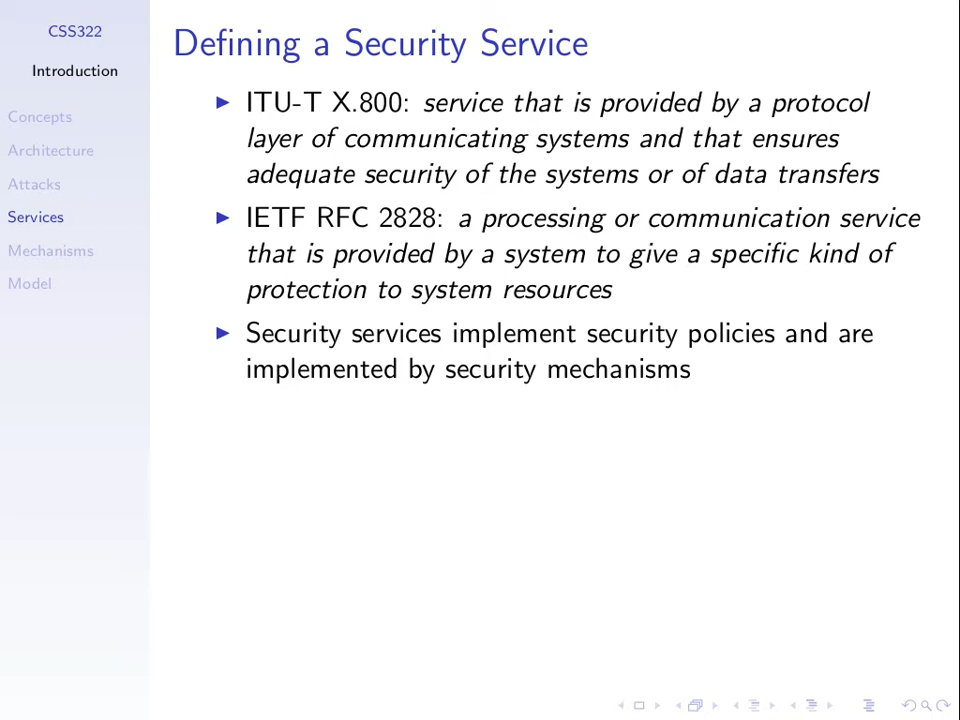 CSS322
Introduction
Concepts
Architecture
Attacks
Services
Mechanisms
Model
Defining a Security Service
ITU-T X.800: service that is provided by a protocol
layer of communicating systems and that ensures
adequate security of the systems or of data transfers
IETF RFC 2828: a processing or communication service
that is provided by a system to give a specific kind of
protection to system resources
Security services implement security policies and are
implemented by security mechanisms